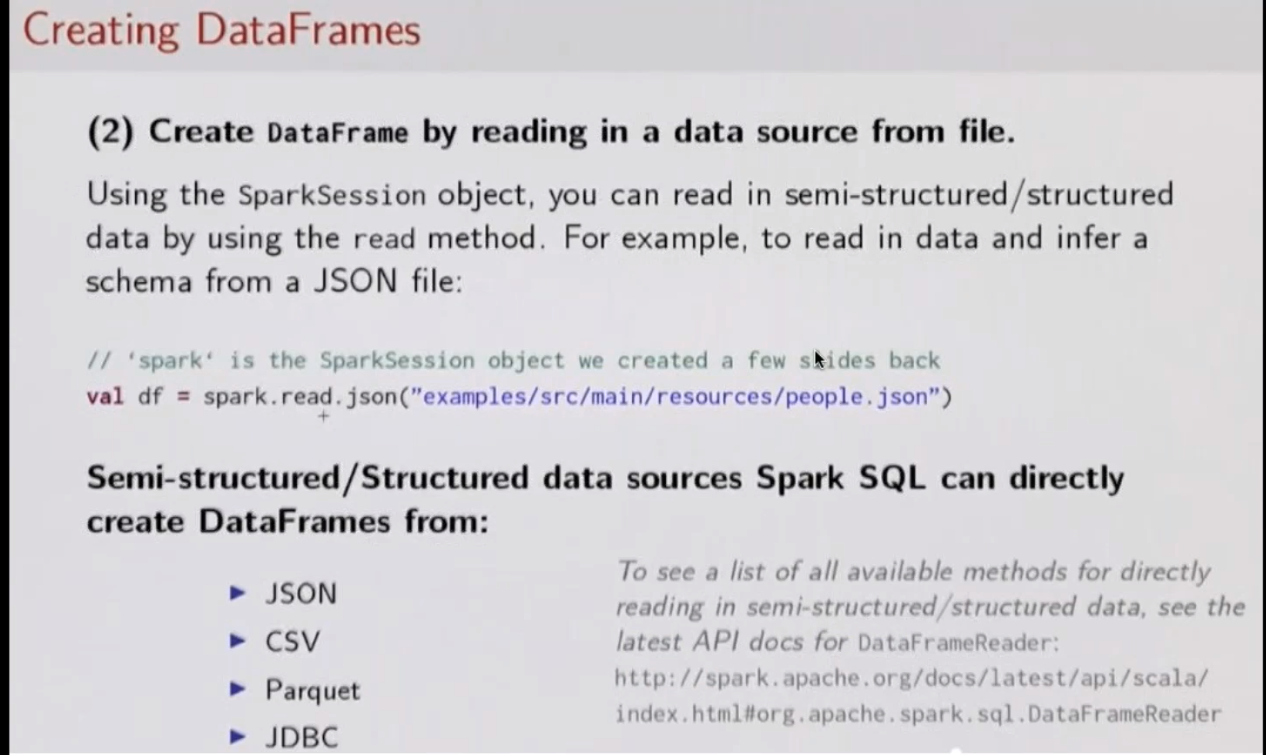 Creating DataFrames
(2) Create DataFrame by reading in a data source from file.
Using the SparkSession object, you can read in semi-structured/structured
data by using the read method. For example, to read in data and infer a
schema from a JSON file:
// ‘spark‘ is the SparkSession object we created a few slides back
val df = spark.read.json("examples/src/main/resources/people.json")
Semi-structured/Structured data sources Spark SQL can directly
create DataFrames from:
► JSON
► CSV
► Parquet
► JDBC
To see a list of all available methods for directly
reading in semi-structured/structured data, see the
latest API docs for DataFrameReader:
http://spark.apache.org/docs/latest/api/scala/
index.html#org.apache.spark.sql.DataFrameReader